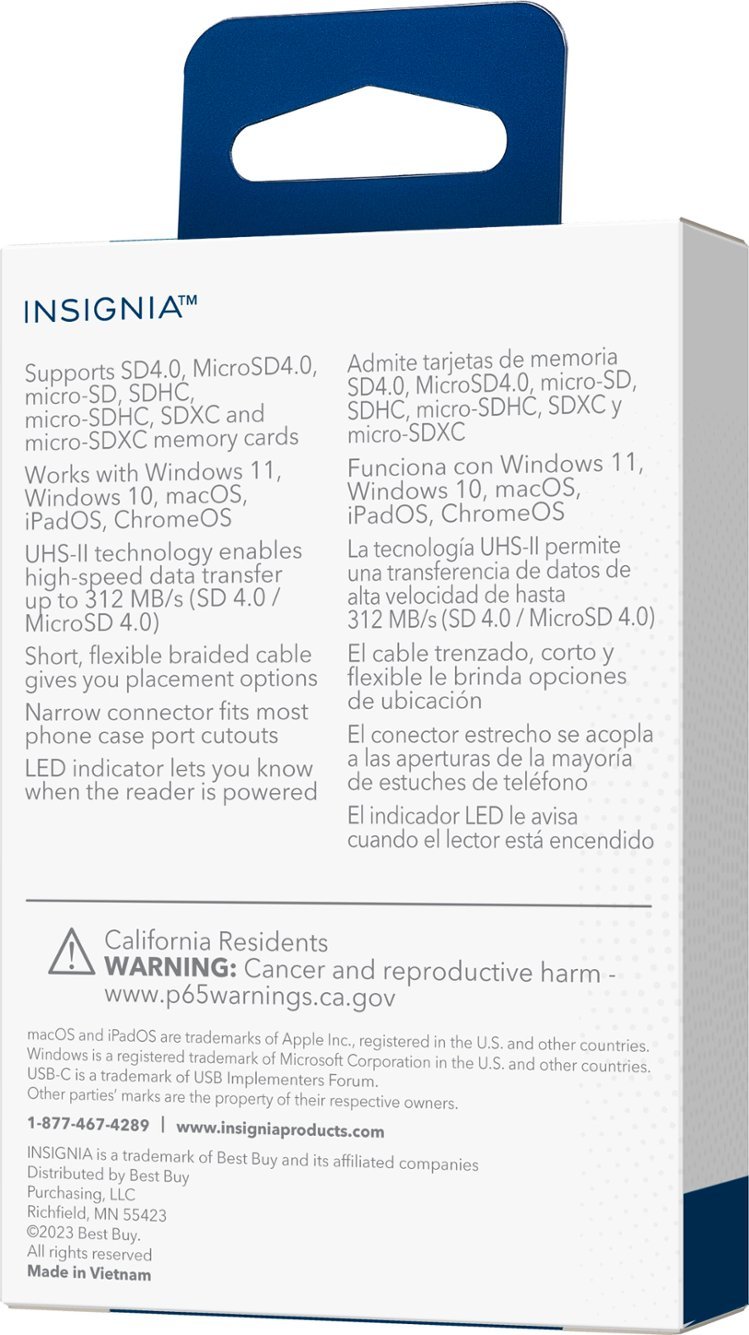 INSIGNIA™
Supports SD4.0, MicroSD4.0,
micro-SD, SDHC,
micro-SDHC, SDXC and
micro-SDXC memory cards
Works with Windows 11,
Windows 10, macOS,
iPadOS, ChromeOS
UHS-II technology enables
high-speed data transfer
up to 312 MB/s (SD 4.0 /
MicroSD 4.0)
Short, flexible braided cable
gives you placement options
Narrow connector fits most
phone case port cutouts
LED indicator lets you know
when the reader is powered
Admite tarjetas de memoria
SD4.0, MicroSD4.0, micro-SD,
SDHC, micro-SDHC, SDXC y
micro-SDXC
Funciona con Windows 11,
Windows 10, macOS,
iPadOS, ChromeOS
La tecnología UHS-II permite
una transferencia de datos de
alta velocidad de hasta
312 MB/s (SD 4.0 / MicroSD 4.0)
El cable trenzado, corto y
flexible le brinda opciones
de ubicación
El conector estrecho se acopla
a las aperturas de la mayoría
de estuches de teléfono
El indicador LED le avisa
cuando el lector está encendido
California Residents
WARNING: Cancer and reproductive harm -
www.p65warnings.ca.gov
macOS and iPadOS are trademarks of Apple Inc., registered in the U.S. and other countries.
Windows is a registered trademark of Microsoft Corporation in the U.S. and other countries.
USB-C is a trademark of USB Implementers Forum.
Other parties' marks are the property of their respective owners.
1-877-467-4289 | www.insigniaproducts.com
INSIGNIA is a trademark of Best Buy and its affiliated companies
Distributed by Best Buy
Purchasing, LLC
Richfield, MN 55423
©2023 Best Buy.
All rights reserved
Made in Vietnam